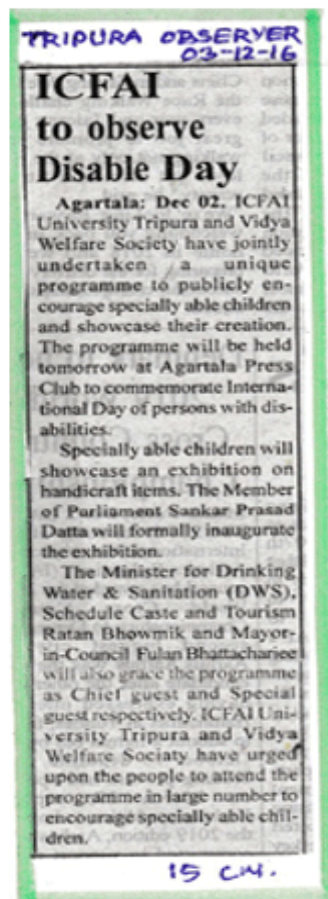 TRIPURA OBSERVER
03-12-16
ICFAI
to observe
Disable Day
Agartala: Dec 02. ICFAI
University Tripura and Vidya
Welfare Society have jointly
undertaken a unique
programme to publicly en-
courage specially able children
and showcase their creation.
The programme will be held
tomorrow at Agartala Press
Club to commemorate Interna-
tional Day of persons with dis-
abilities.
Specially able children will
showcase an exhibition on
handicraft items. The Member
of Parliament Sankar Prasad
Datta will formally inaugurate
the exhibition.
The Minister for Drinking
Water & Sanitation (DWS),
Schedule Caste and Tourism
Ratan Bhowmik and Mayor-
in-Council Fulan Bhattacharjee
will also grace the programme
as Chief guest and Special
guest respectively. ICFAI Uni-
versity Tripura and Vidya
Welfare Sociaty have urged
upon the people to attend the
programme in large number to
encourage specially able chil-
dren.
15 CM.